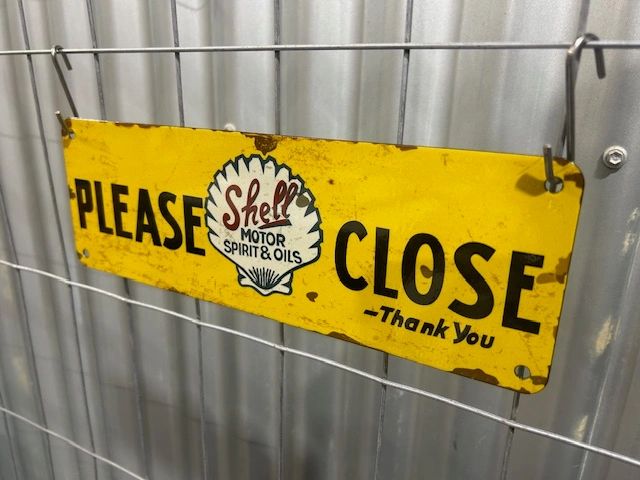 PLEASE
Shell
MOTOR
SPIRIT & OILS
CLOSE
-Thank You